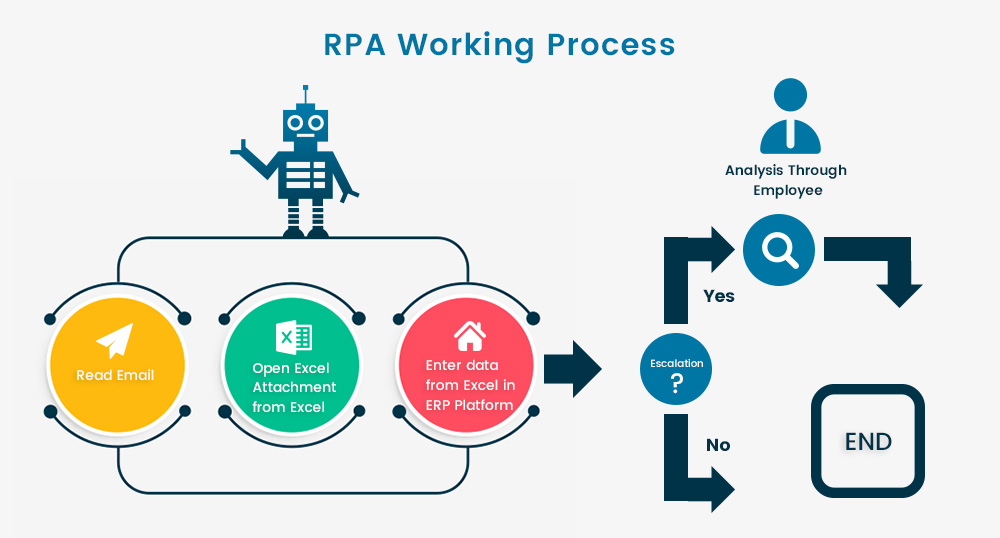 RPA Working Process
Analysis Through
Employee
Read Email
X
Open Excel
Attachment
from Excel
Enter data
from Excel in
ERP Platform
Yes
Escalation
?
No
END